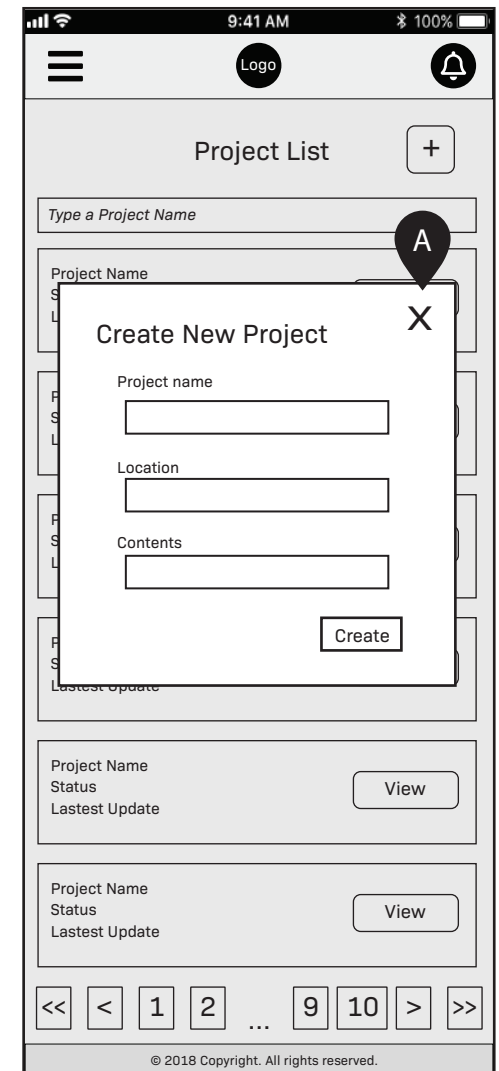 9:41 AM 100%
Logo
Project List +
Type a Project Name
A
Project Name
X
Create New Project
Project name
Location
Contents
Create
Lastest Update
Project Name
Status
View
Lastest Update
Project Name
Status
View
Lastest Update
<< < 1 2 ... 9 10 > >>
© 2018 Copyright. All rights reserved.